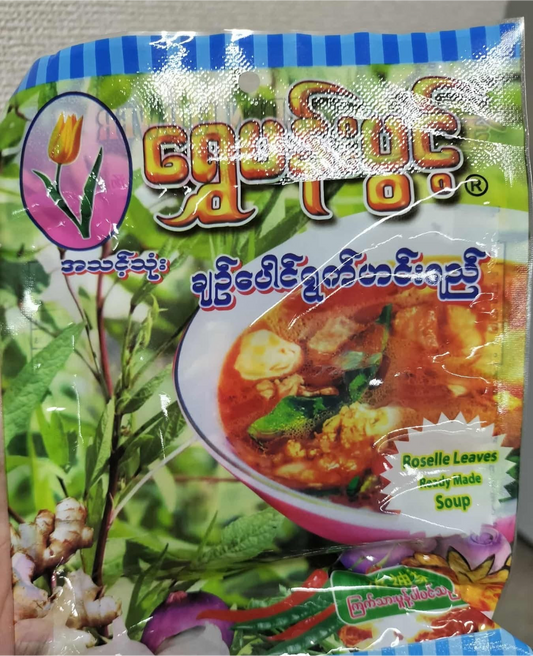 ရွှေပန်းပွင့်
®
အသင့်သုံး
ချဉ်ပေါင်ရွက်ဟင်းရည်
Roselle Leaves
Ready Made
Soup